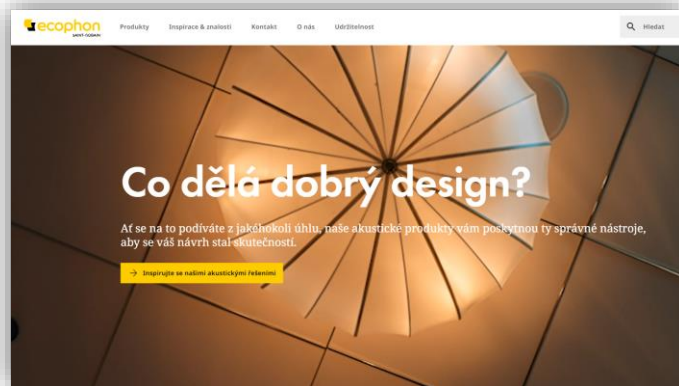 ecophon
SAINT-GOBAIN
Produkty Inspirace & znalosti Kontakt O nás Udržitelnost
Hledat
Co dělá dobrý design?
Ať se na to podíváte z jakéhokoli úhlu, naše akustické produkty vám poskytnou ty správné nástroje,
aby se váš návrh stal skutečností.
→ Inspirujte se našimi akustickými řešeními